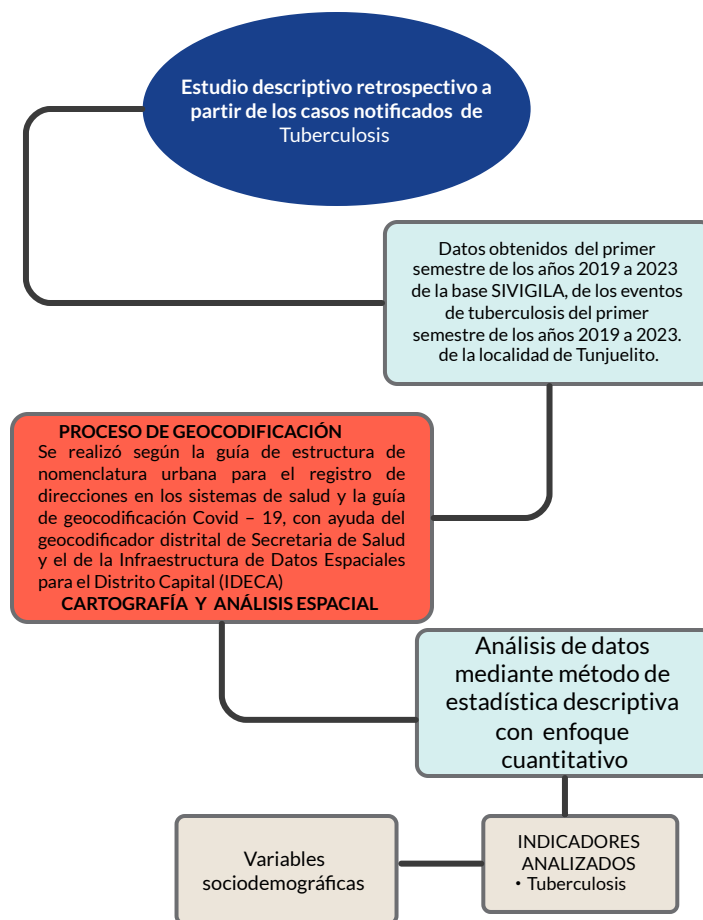 Estudio descriptivo retrospectivo a
partir de los casos notificados de
Tuberculosis
Datos obtenidos del primer
semestre de los años 2019 a 2023
de la base SIVIGILA, de los eventos
de tuberculosis del primer
semestre de los años 2019 a 2023.
de la localidad de Tunjuelito.
PROCESO DE GEOCODIFICACIÓN
Se realizó según la guía de estructura de
nomenclatura urbana para el registro de
direcciones en los sistemas de salud y la guía
de geocodificación Covid – 19, con ayuda del
geocodificador distrital de Secretaria de Salud
y el de la Infraestructura de Datos Espaciales
para el Distrito Capital (IDECA)
CARTOGRAFÍA Y ANÁLISIS ESPACIAL
Análisis de datos
mediante método de
estadística descriptiva
con enfoque
cuantitativo
Variables
sociodemográficas
INDICADORES
ANALIZADOS
• Tuberculosis